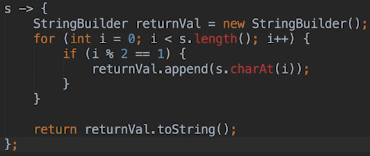 s -> {
    StringBuilder returnVal = new StringBuilder();
    for (int i = 0; i < s.length(); i++) {
        if (i % 2 == 1) {
            returnVal.append(s.charAt(i));
        }
    }

    return returnVal.toString();
};